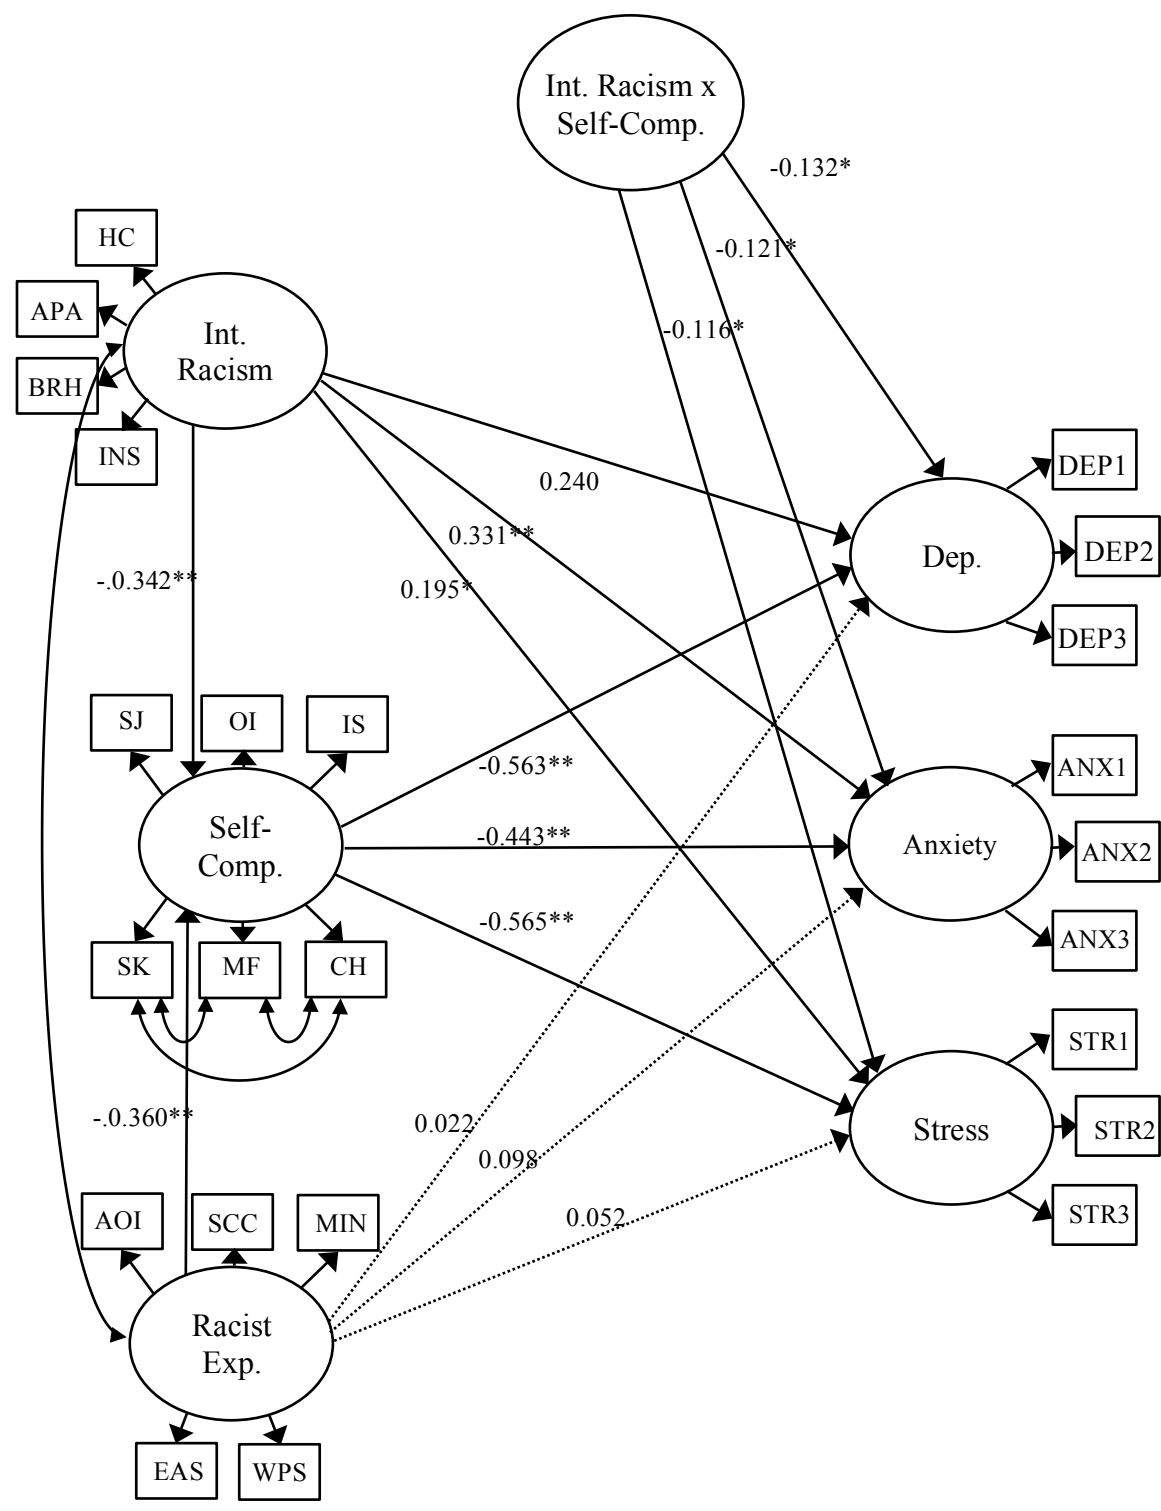 Int. Racism x
Self-Comp.
-0.132*
-0.121*
-0.116*
HC
APA
BRH
INS
Int.
Racism
0.240
0.331**
0.195*
-.0.342**
DEP1
DEP2
DEP3
Dep.
SJ
OI
IS
Self-
Comp.
-0.563**
-0.443**
-0.565**
SK
MF
CH
ANX1
ANX2
ANX3
Anxiety
STR1
STR2
STR3
Stress
-.0.360**
0.022
0.098
0.052
AOI
SCC
MIN
Racist
Exp.
EAS
WPS